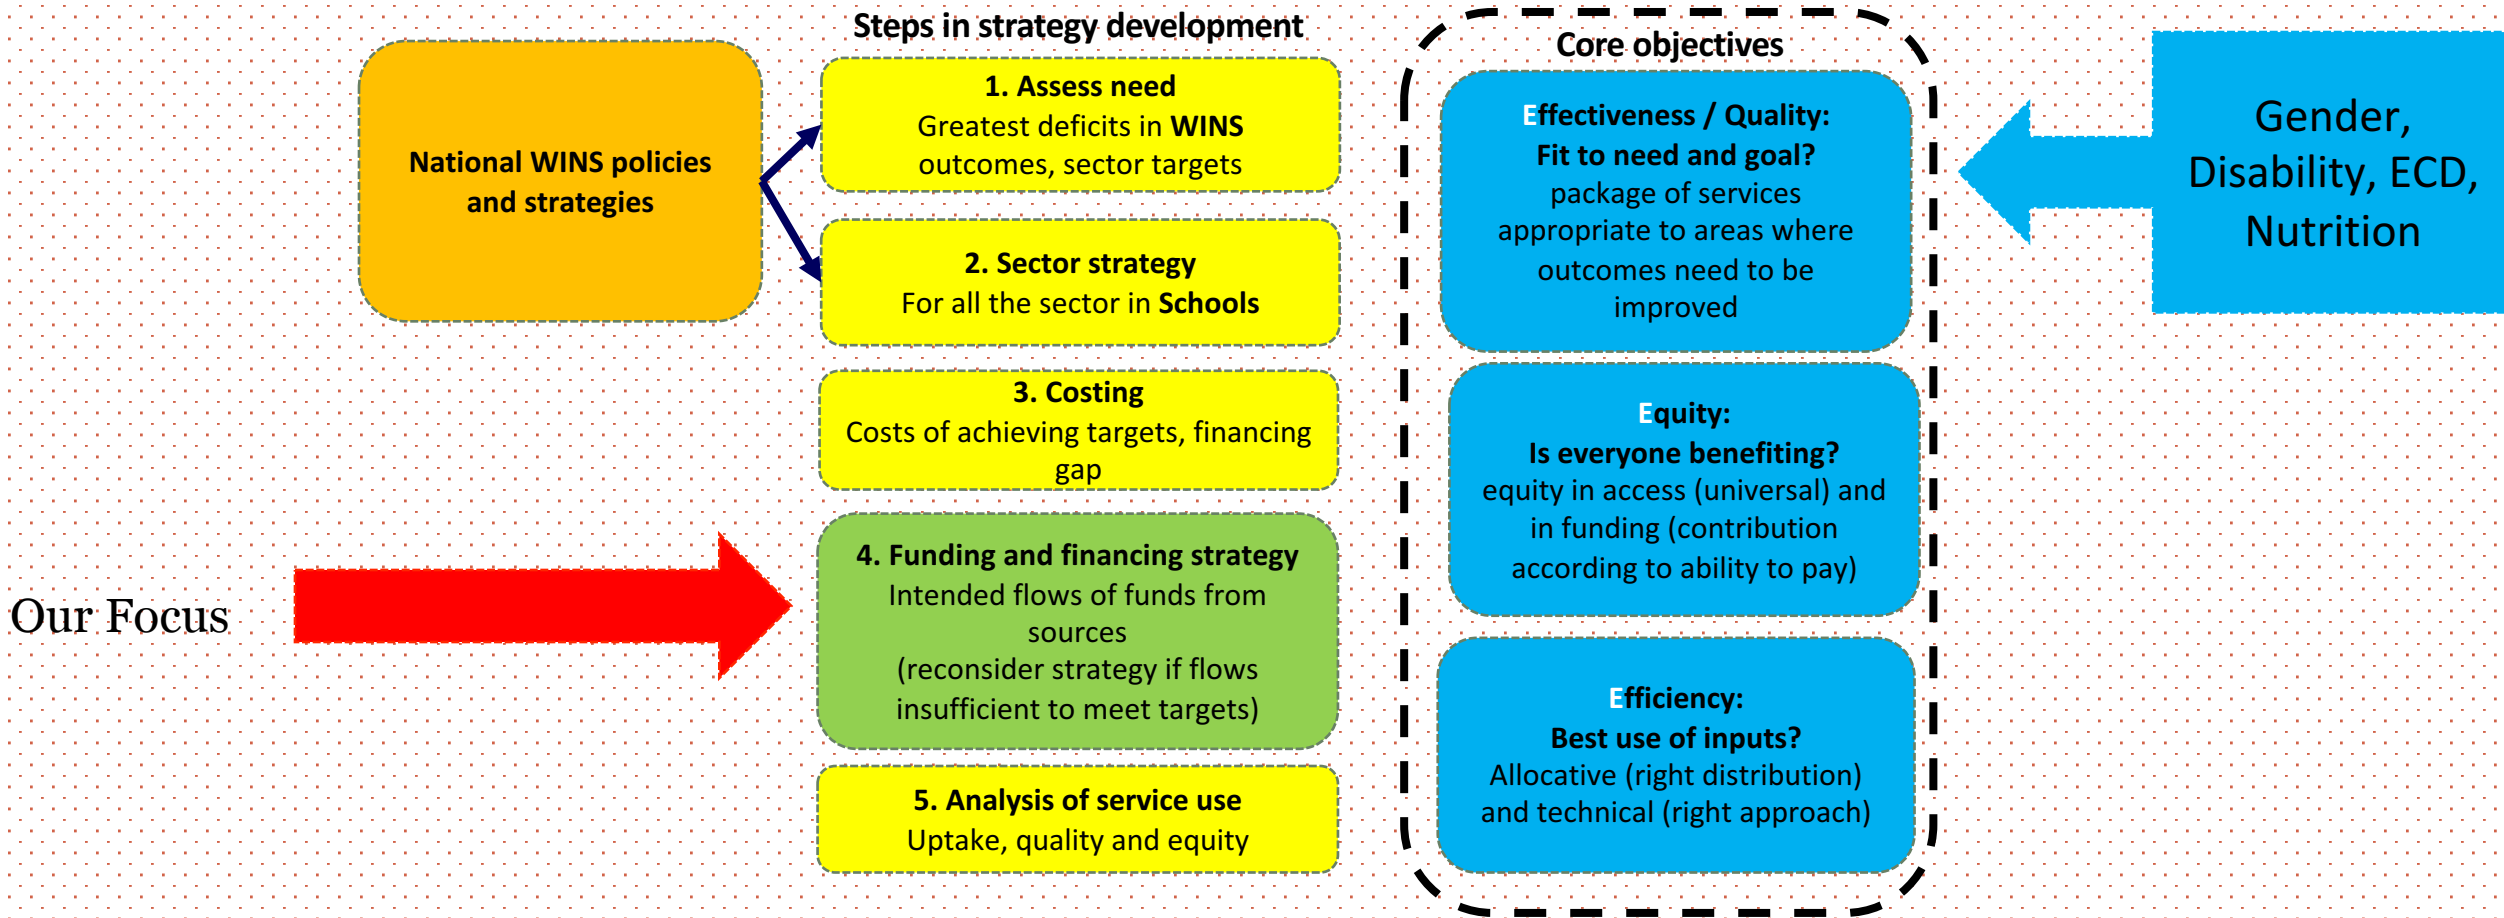 Steps in strategy development
National WINS policies
and strategies
1. Assess need
Greatest deficits in WINS
outcomes, sector targets
2. Sector strategy
For all the sector in Schools
3. Costing
Costs of achieving targets, financing
gap
Our Focus
4. Funding and financing strategy
Intended flows of funds from
sources
(reconsider strategy if flows
insufficient to meet targets)
5. Analysis of service use
Uptake, quality and equity
Core objectives
Effectiveness / Quality:
Fit to need and goal?
package of services
appropriate to areas where
outcomes need to be
improved
Equity:
Is everyone benefiting?
equity in access (universal) and
in funding (contribution
according to ability to pay)
Efficiency:
Best use of inputs?
Allocative (right distribution)
and technical (right approach)
Gender,
Disability, ECD,
Nutrition